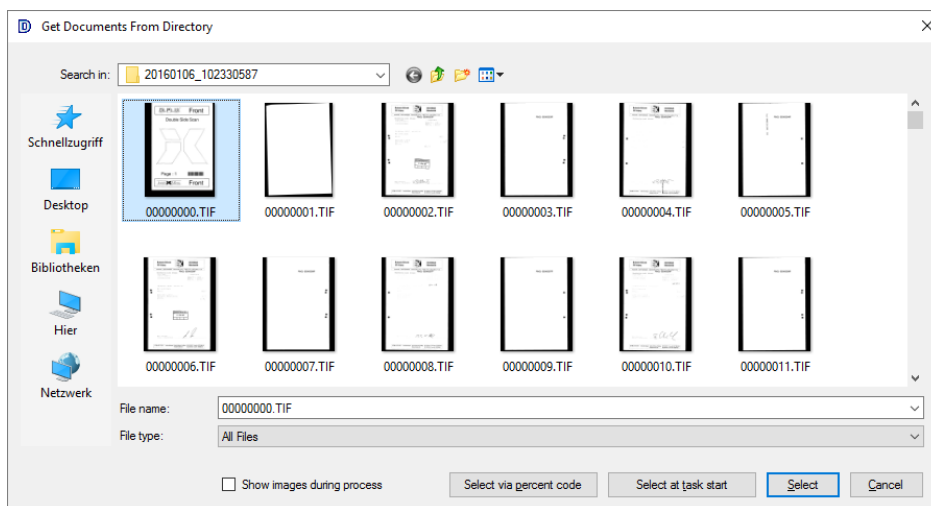 Get Documents From Directory
Search in: 20160106_102330587
Schnellzugriff
Desktop
Bibliotheken
Hier
Netzwerk
Front
Double Side Scan
Page - 1
Front
00000000.TIF 00000001.TIF 00000002.TIF 00000003.TIF 00000004.TIF 00000005.TIF
00000006.TIF 00000007.TIF 00000008.TIF 00000009.TIF 00000010.TIF 00000011.TIF
File name: 00000000.TIF
File type: All Files
Show images during process Select via percent code Select at task start Select Cancel